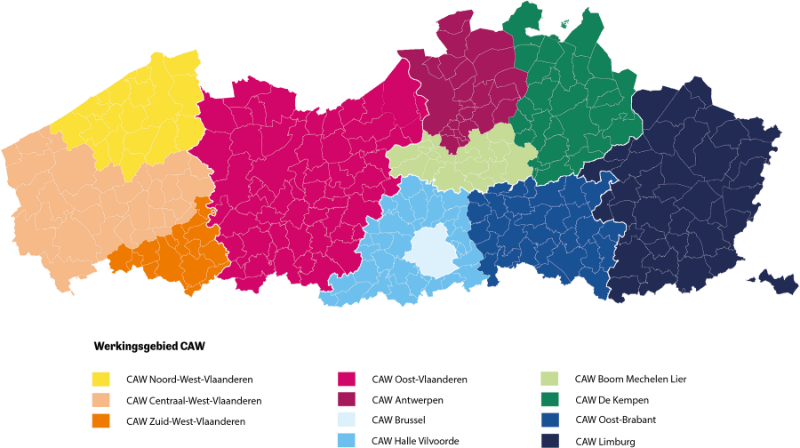 Werkingsgebied CAW
CAW Noord-West-Vlaanderen
CAW Centraal-West-Vlaanderen
CAW Zuid-West-Vlaanderen
CAW Oost-Vlaanderen
CAW Antwerpen
CAW Brussel
CAW Halle Vilvoorde
CAW Boom Mechelen Lier
CAW De Kempen
CAW Oost-Brabant
CAW Limburg